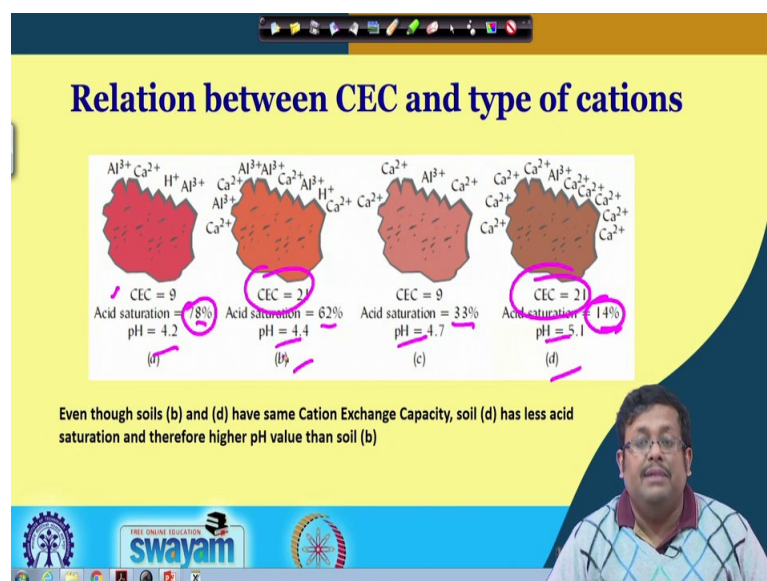 Relation between CEC and type of cations
Al³⁺ Ca²⁺
H⁺ Al³⁺
CEC = 9
Acid saturation = 78%
pH = 4.2
(a)
Al³⁺Al³⁺
Ca²⁺ Ca²⁺Al³⁺
Al³⁺ H⁺
Ca²⁺ Ca²⁺
CEC = 21
Acid saturation = 62%
pH = 4.4
(b)
Ca²⁺
Al³⁺ Ca²⁺
Ca²⁺
CEC = 9
Acid saturation = 33%
pH = 4.7
(c)
Ca²⁺ Ca²⁺ Al³⁺ Ca²⁺
Ca²⁺ Ca²⁺ Ca²⁺
Ca²⁺ Ca²⁺
Ca²⁺
CEC = 21
Acid saturation = 14%
pH = 5.1
(d)
Even though soils (b) and (d) have same Cation Exchange Capacity, soil (d) has less acid
saturation and therefore higher pH value than soil (b)
FREE ONLINE EDUCATION
swayam